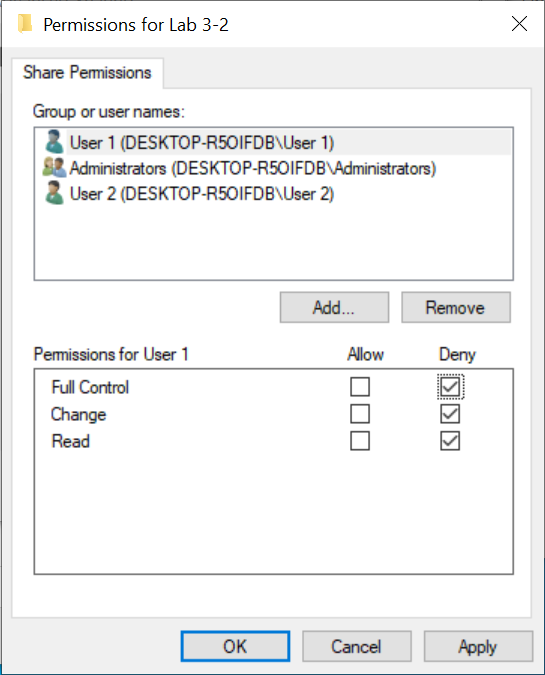 Permissions for Lab 3-2
Share Permissions
Group or user names:
User 1 (DESKTOP-R5OIFDB\User 1)
Administrators (DESKTOP-R5OIFDB\Administrators)
User 2 (DESKTOP-R5OIFDB\User 2)
Add... Remove
Permissions for User 1 Allow Deny
Full Control
Change
Read
OK Cancel Apply